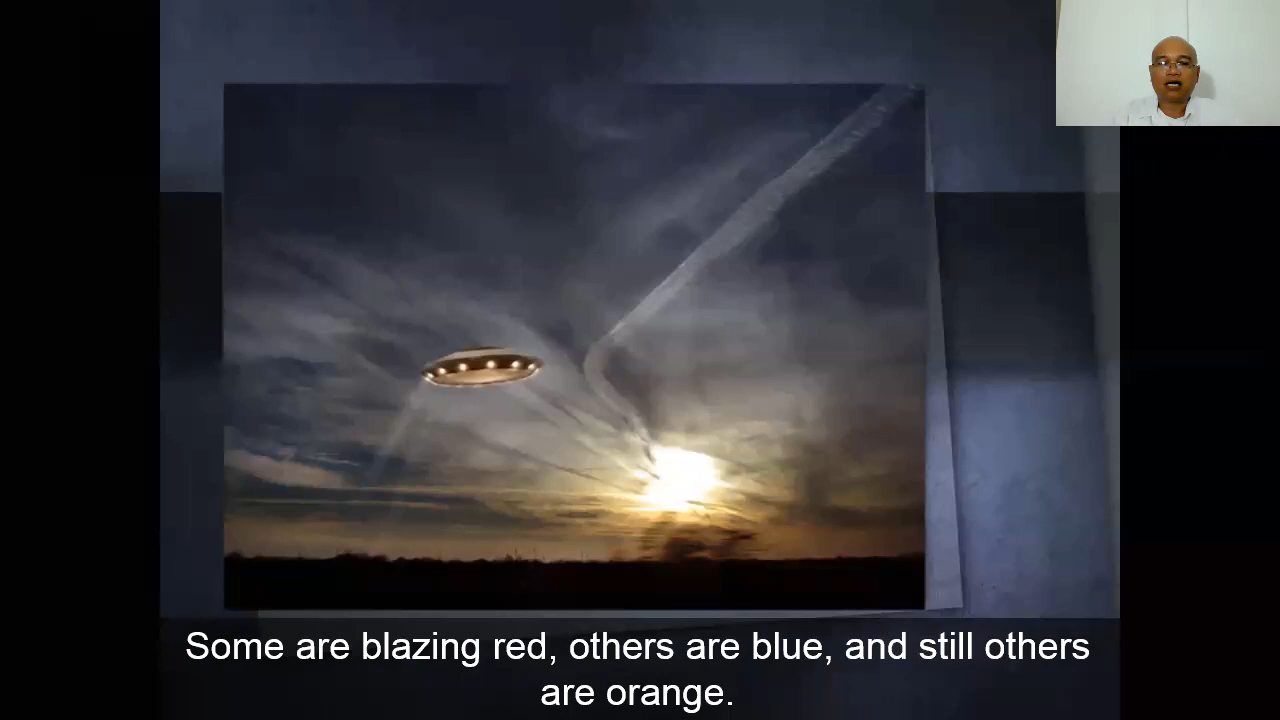 Some are blazing red, others are blue, and still others
are orange.